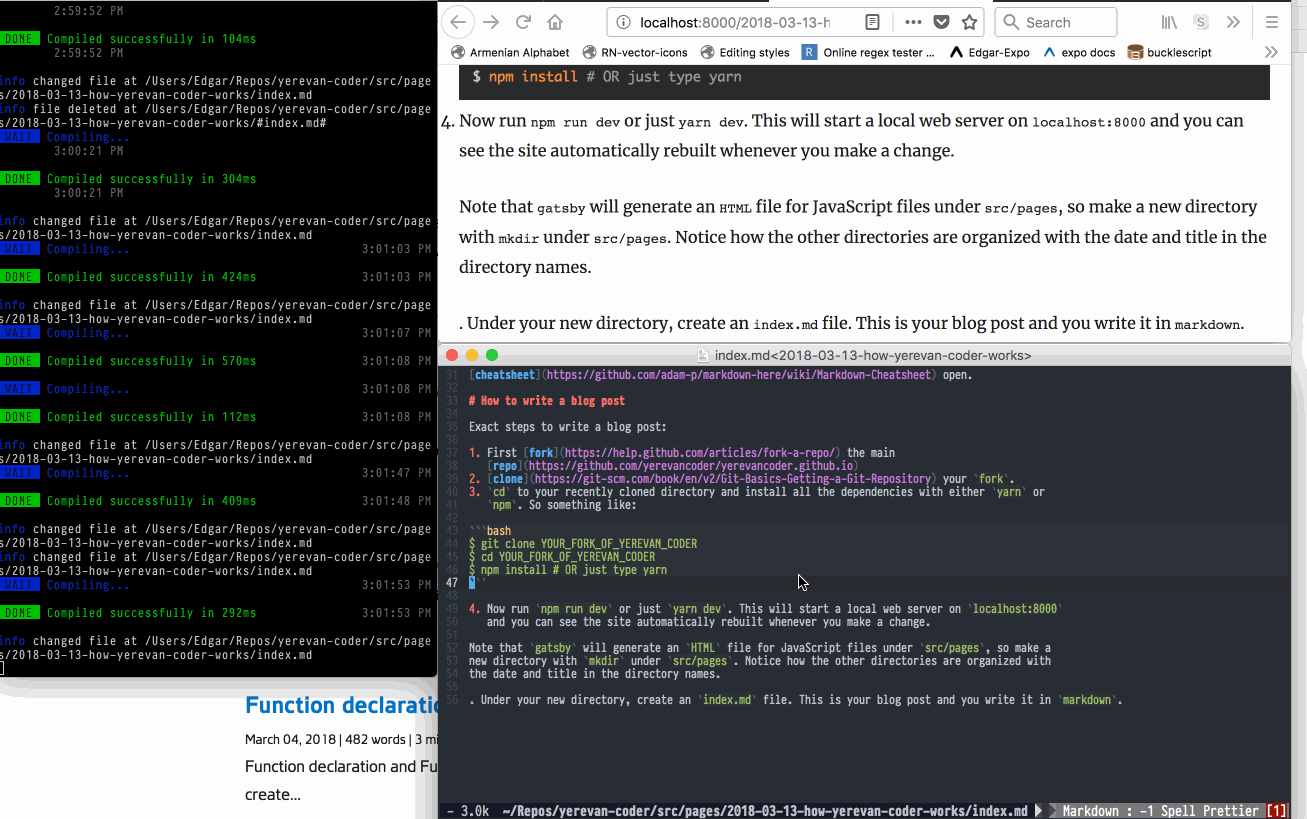 2:59:52 PM
DONE Compiled successfully in 104ms
2:59:52 PM
info changed file at /Users/Edgar/Repos/yerevan-coder/src/page
s/2018-03-13-how-yerevan-coder-works/index.md
info file deleted at /Users/Edgar/Repos/yerevan-coder/src/page
s/2018-03-13-how-yerevan-coder-works/#index.md#
WAIT Compiling...
3:00:21 PM
DONE Compiled successfully in 304ms
3:00:21 PM
info changed file at /Users/Edgar/Repos/yerevan-coder/src/page
s/2018-03-13-how-yerevan-coder-works/index.md
WAIT Compiling... 3:01:03 PM
DONE Compiled successfully in 424ms 3:01:03 PM
info changed file at /Users/Edgar/Repos/yerevan-coder/src/page
s/2018-03-13-how-yerevan-coder-works/index.md
WAIT Compiling... 3:01:07 PM
DONE Compiled successfully in 570ms 3:01:08 PM
WAIT Compiling... 3:01:08 PM
DONE Compiled successfully in 112ms 3:01:08 PM
info changed file at /Users/Edgar/Repos/yerevan-coder/src/page
s/2018-03-13-how-yerevan-coder-works/index.md
WAIT Compiling... 3:01:47 PM
DONE Compiled successfully in 409ms 3:01:48 PM
info changed file at /Users/Edgar/Repos/yerevan-coder/src/page
s/2018-03-13-how-yerevan-coder-works/index.md
info changed file at /Users/Edgar/Repos/yerevan-coder/src/page
s/2018-03-13-how-yerevan-coder-works/index.md
WAIT Compiling... 3:01:53 PM
DONE Compiled successfully in 292ms 3:01:53 PM
info changed file at /Users/Edgar/Repos/yerevan-coder/src/page
s/2018-03-13-how-yerevan-coder-works/index.md
Function declaratio
March 04, 2018 | 482 words | 3 mi
Function declaration and Fu
create...
localhost:8000/2018-03-13-h
Search
S
Armenian Alphabet RN-vector-icons Editing styles R Online regex tester ... Edgar-Expo expo docs bucklescript
$ npm install # OR just type yarn
4. Now run npm run dev or just yarn dev. This will start a local web server on localhost:8000 and you can
see the site automatically rebuilt whenever you make a change.
Note that gatsby will generate an HTML file for JavaScript files under src/pages, so make a new directory
with mkdir under src/pages. Notice how the other directories are organized with the date and title in the
directory names.
. Under your new directory, create an index.md file. This is your blog post and you write it in markdown.
index.md<2018-03-13-how-yerevan-coder-works>
31 [cheatsheet](https://github.com/adam-p/markdown-here/wiki/Markdown-Cheatsheet) open.
32
33 # How to write a blog post
34
35 Exact steps to write a blog post:
36
37 1. First [fork](https://help.github.com/articles/fork-a-repo/) the main
38 [repo](https://github.com/yerevancoder/yerevancoder.github.io)
39 2. [clone](https://git-scm.com/book/en/v2/Git-Basics-Getting-a-Git-Repository) your `fork`.
40 3. `cd` to your recently cloned directory and install all the dependencies with either `yarn` or
41 `npm`. So something like:
42
43 ```bash
44 $ git clone YOUR_FORK_OF_YEREVAN_CODER
45 $ cd YOUR_FORK_OF_YEREVAN_CODER
46 $ npm install # OR just type yarn
47 ```
48
49 4. Now run `npm run dev` or just `yarn dev`. This will start a local web server on `localhost:8000`
50 and you can see the site automatically rebuilt whenever you make a change.
51
52 Note that `gatsby` will generate an `HTML` file for JavaScript files under `src/pages`, so make a
53 new directory with `mkdir` under `src/pages`. Notice how the other directories are organized with
54 the date and title in the directory names.
55
56 . Under your new directory, create an `index.md` file. This is your blog post and you write it in `markdown`.
- 3.0k ~/Repos/yerevan-coder/src/pages/2018-03-13-how-yerevan-coder-works/index.md Markdown : -1 Spell Prettier [1]